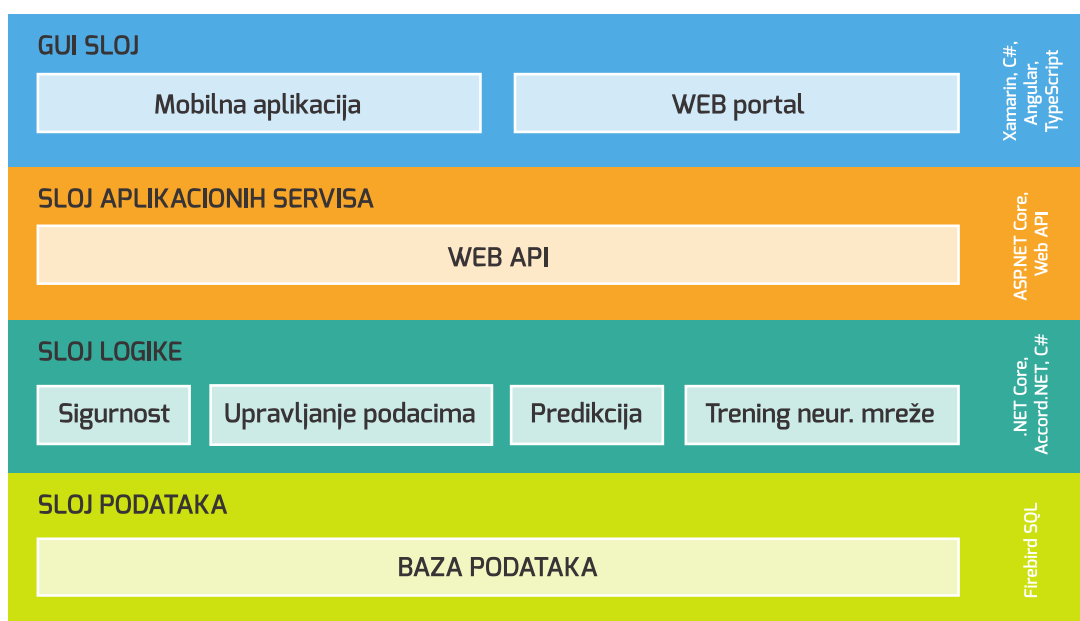 GUI SLOJ
Mobilna aplikacija
WEB portal
Xamarin, C#,
Angular,
TypeScript
SLOJ APLIKACIONIH SERVISA
WEB API
ASP.NET Core,
Web API
SLOJ LOGIKE
Sigurnost
Upravljanje podacima
Predikcija
Trening neur. mreže
.NET Core,
Accord.NET, C#
SLOJ PODATAKA
BAZA PODATAKA
Firebird SQL